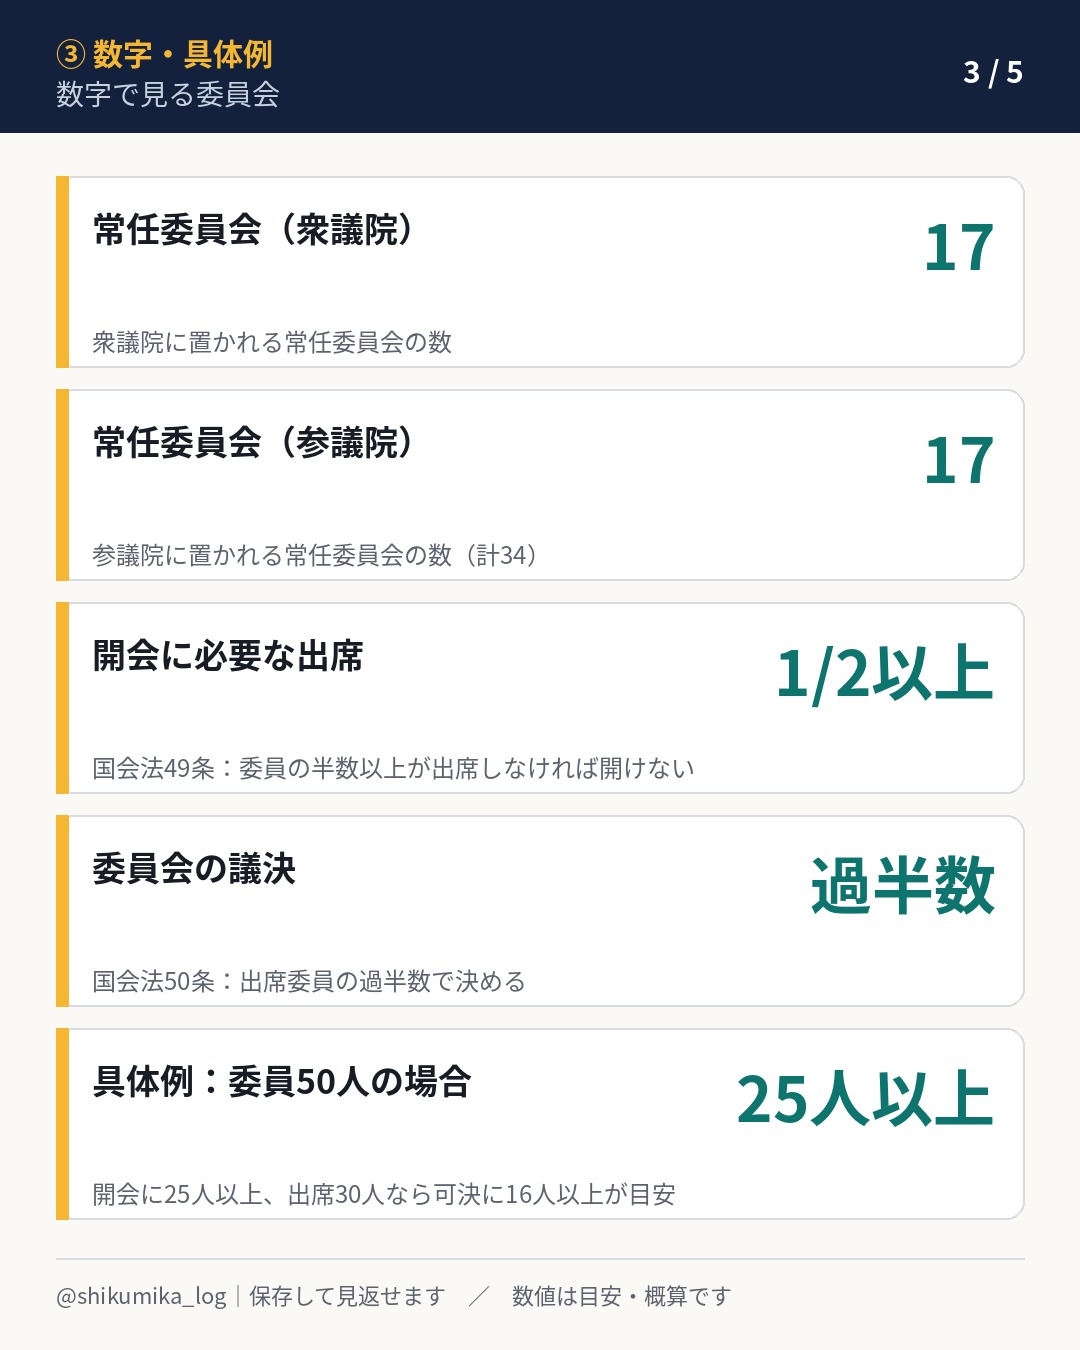 ③ 数字・具体例
数字で見る委員会
3 / 5
常任委員会（衆議院）
17
衆議院に置かれる常任委員会の数
常任委員会（参議院）
17
参議院に置かれる常任委員会の数（計34）
開会に必要な出席
1/2以上
国会法49条：委員の半数以上が出席しなければ開けない
委員会の議決
過半数
国会法50条：出席委員の過半数で決める
具体例：委員50人の場合
25人以上
開会に25人以上、出席30人なら可決に16人以上が目安
@shikumika_log｜保存して見返せます　／　数値は目安・概算です